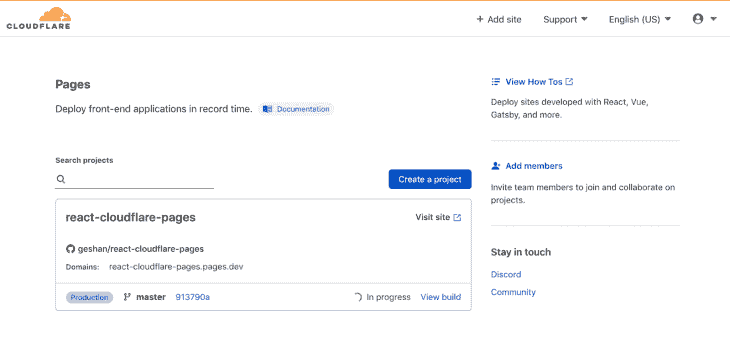 CLOUDFLARE
+ Add site
Support
English (US)
Pages
Deploy front-end applications in record time.
Documentation
Search projects
Create a project
react-cloudflare-pages
Visit site
geshan/react-cloudflare-pages
Domains: react-cloudflare-pages.pages.dev
Production
master
913790a
In progress
View build
View How Tos
Deploy sites developed with React, Vue,
Gatsby, and more.
Add members
Invite team members to join and collaborate on
projects.
Stay in touch
Discord
Community